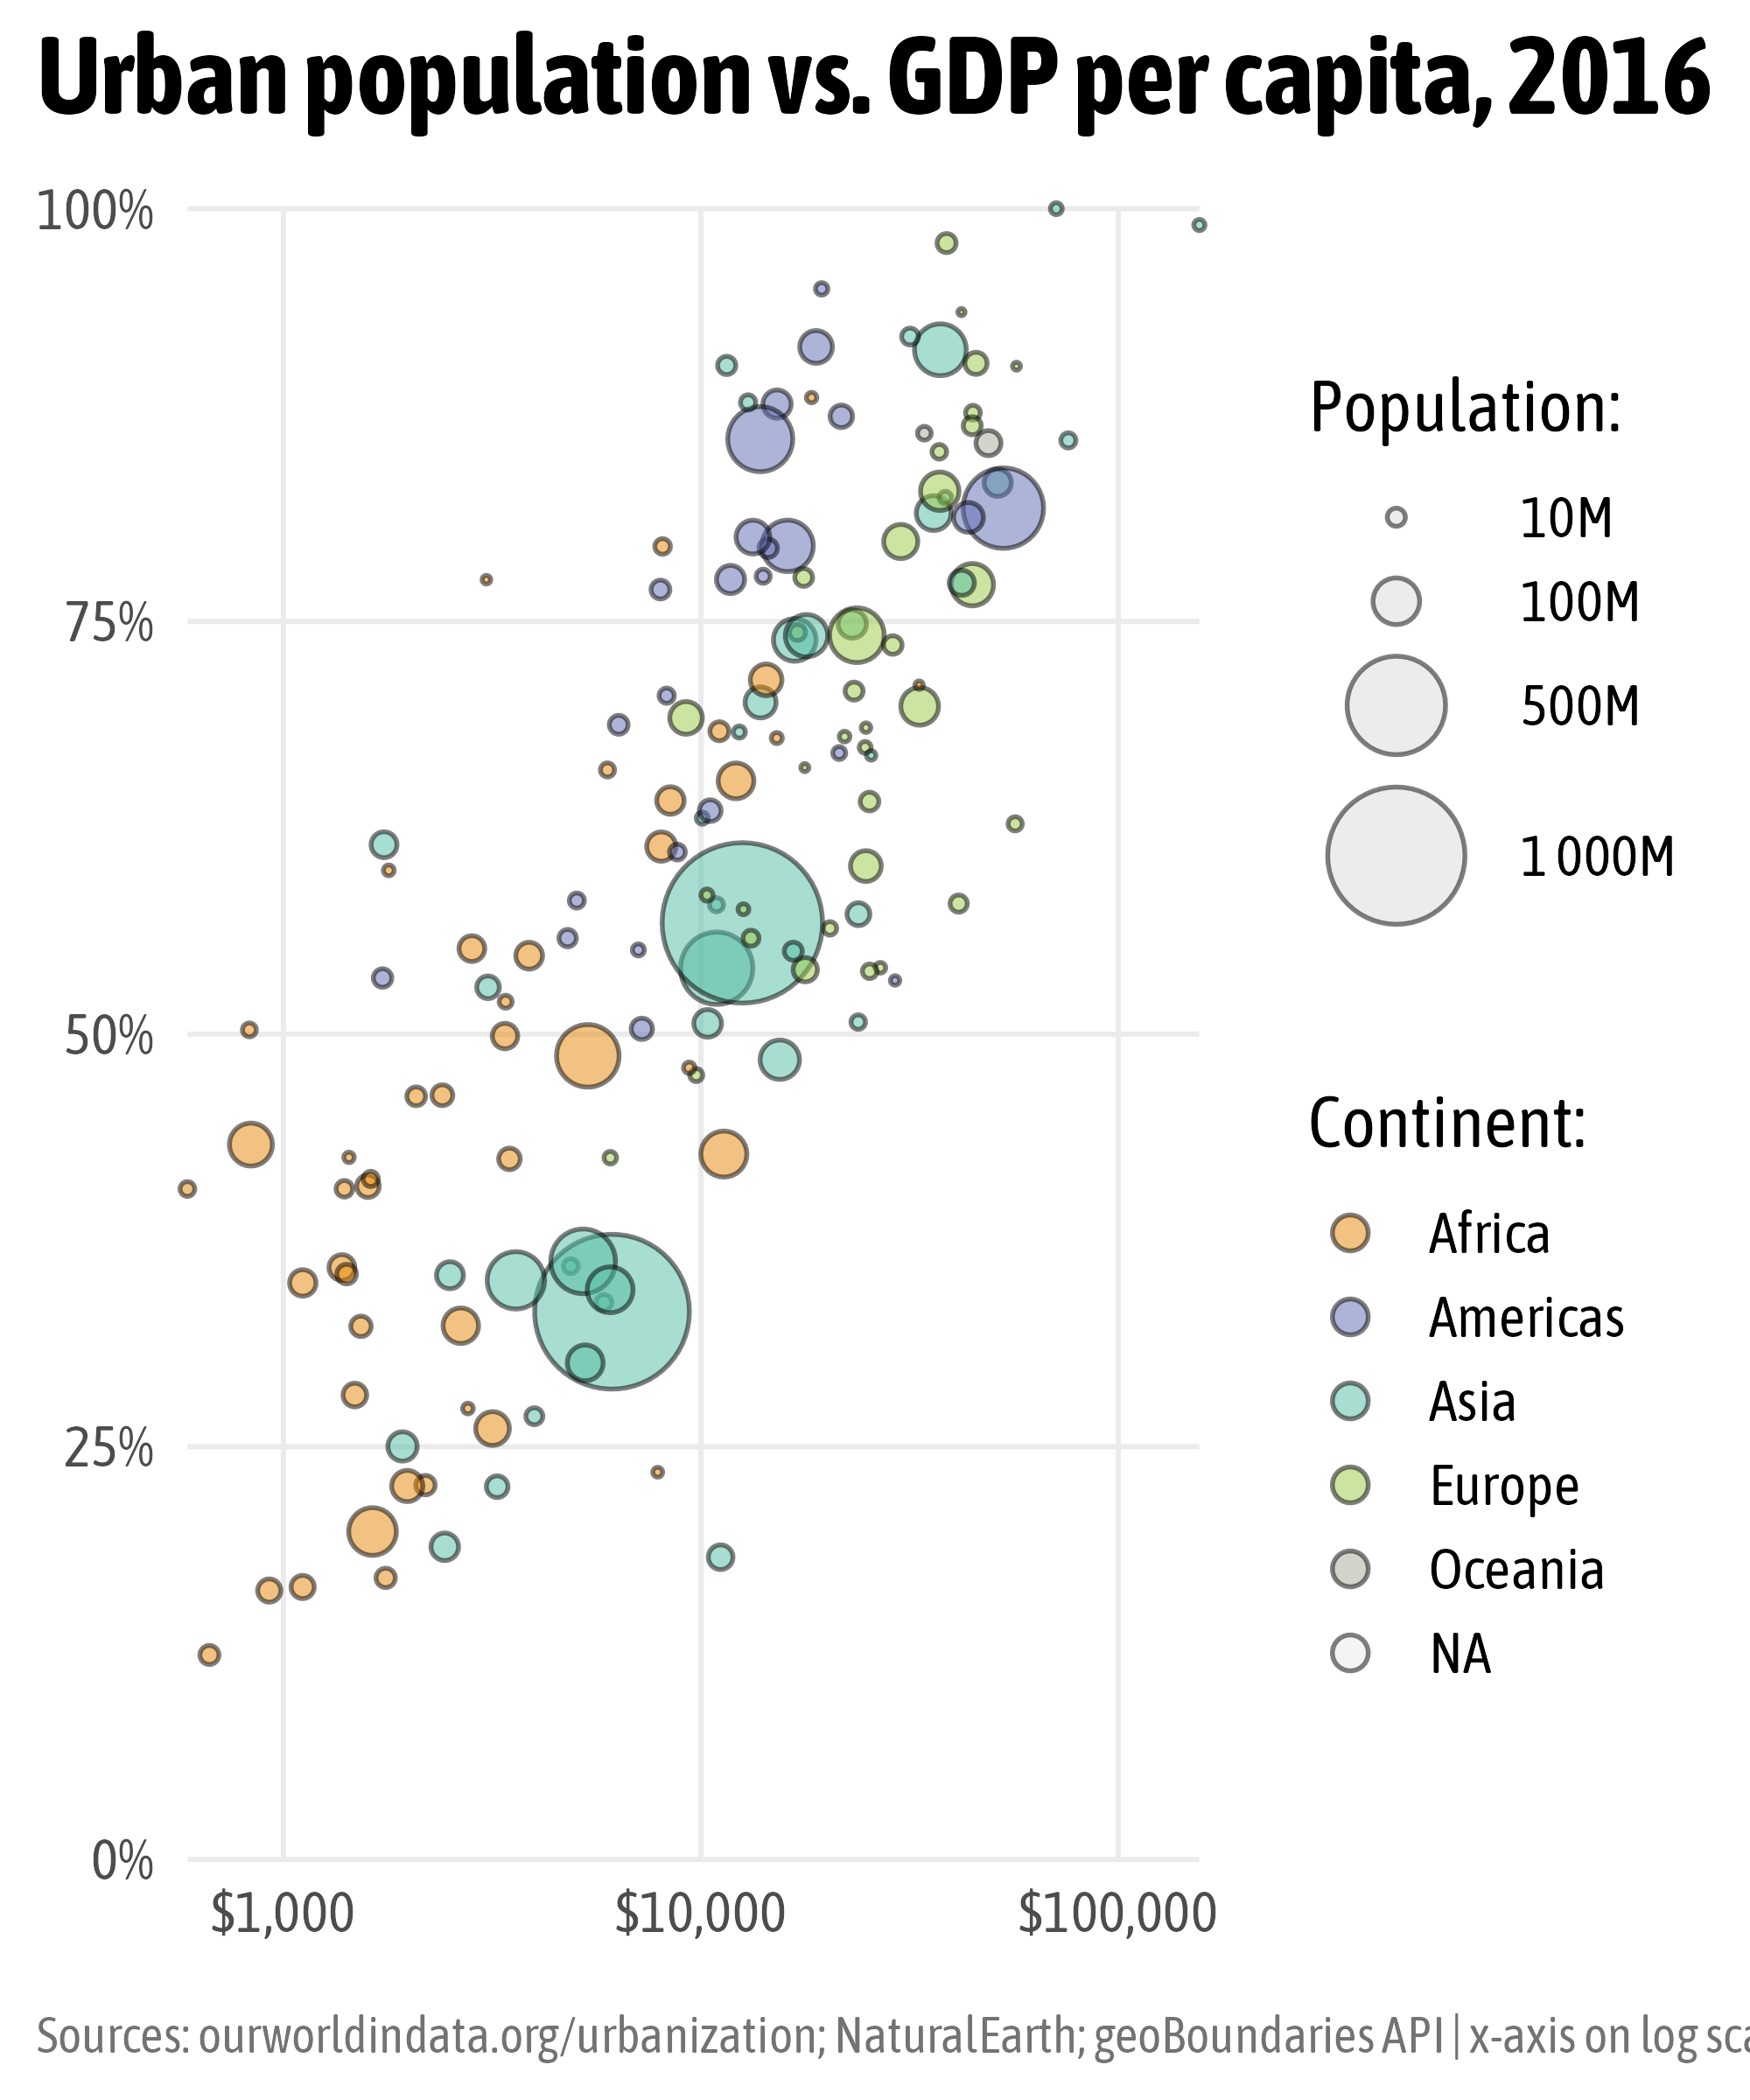 Urban population vs. GDP per capita, 2016
100%
75%
50%
25%
0%
$1,000 $10,000 $100,000
Population:
10M
100M
500M
1 000M
Continent:
Africa
Americas
Asia
Europe
Oceania
NA
Sources: ourworldindata.org/urbanization; NaturalEarth; geoBoundaries API | x-axis on log